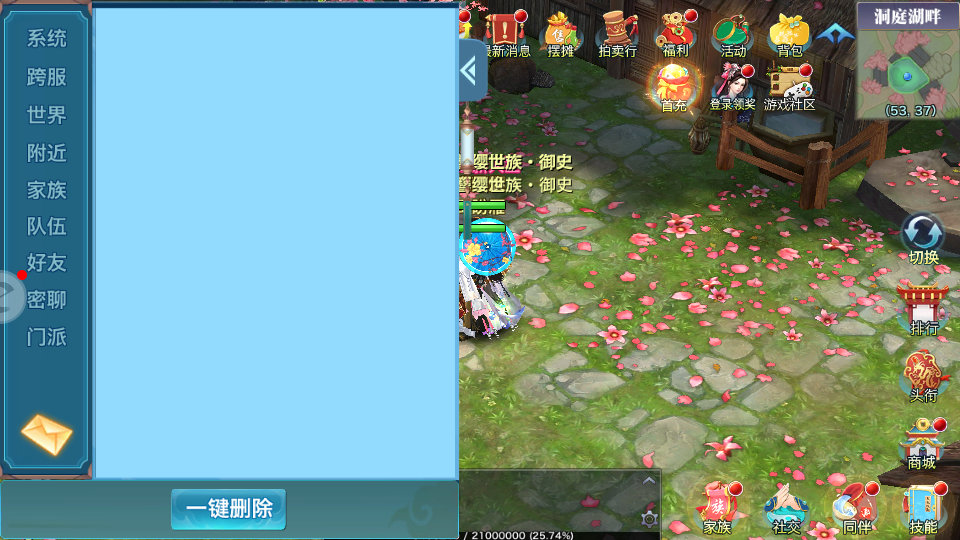 系统
跨服
世界
附近
家族
队伍
好友
密聊
门派
一键删除
最新消息
摆摊
拍卖行
福利
活动
背包
首充
登录领奖
游戏社区
洞庭湖畔
(53, 37)
缨世族·御史
缨世族·御史
切换
排行
头衔
商城
家族
社交
同伴
技能
/ 21000000 (25.74%)